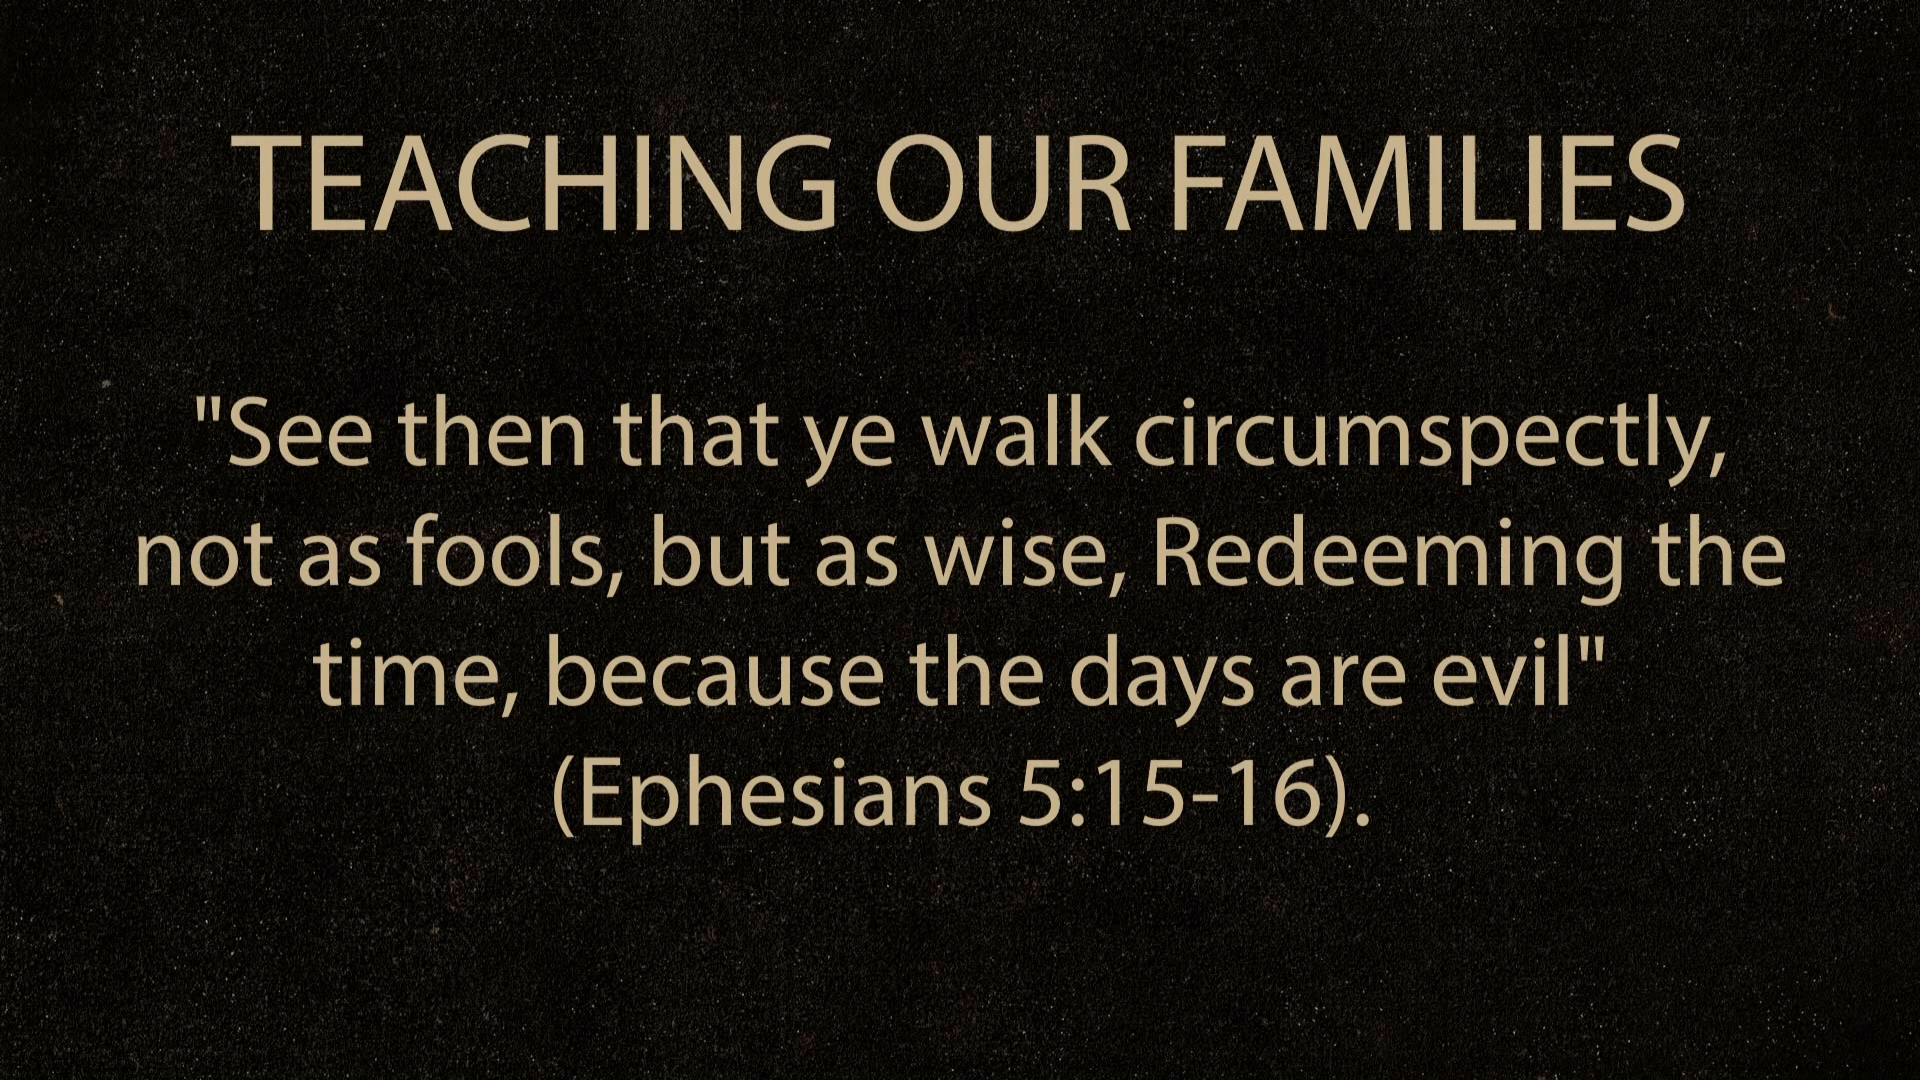 TEACHING OUR FAMILIES
"See then that ye walk circumspectly,
not as fools, but as wise, Redeeming the
time, because the days are evil"
(Ephesians 5:15-16).